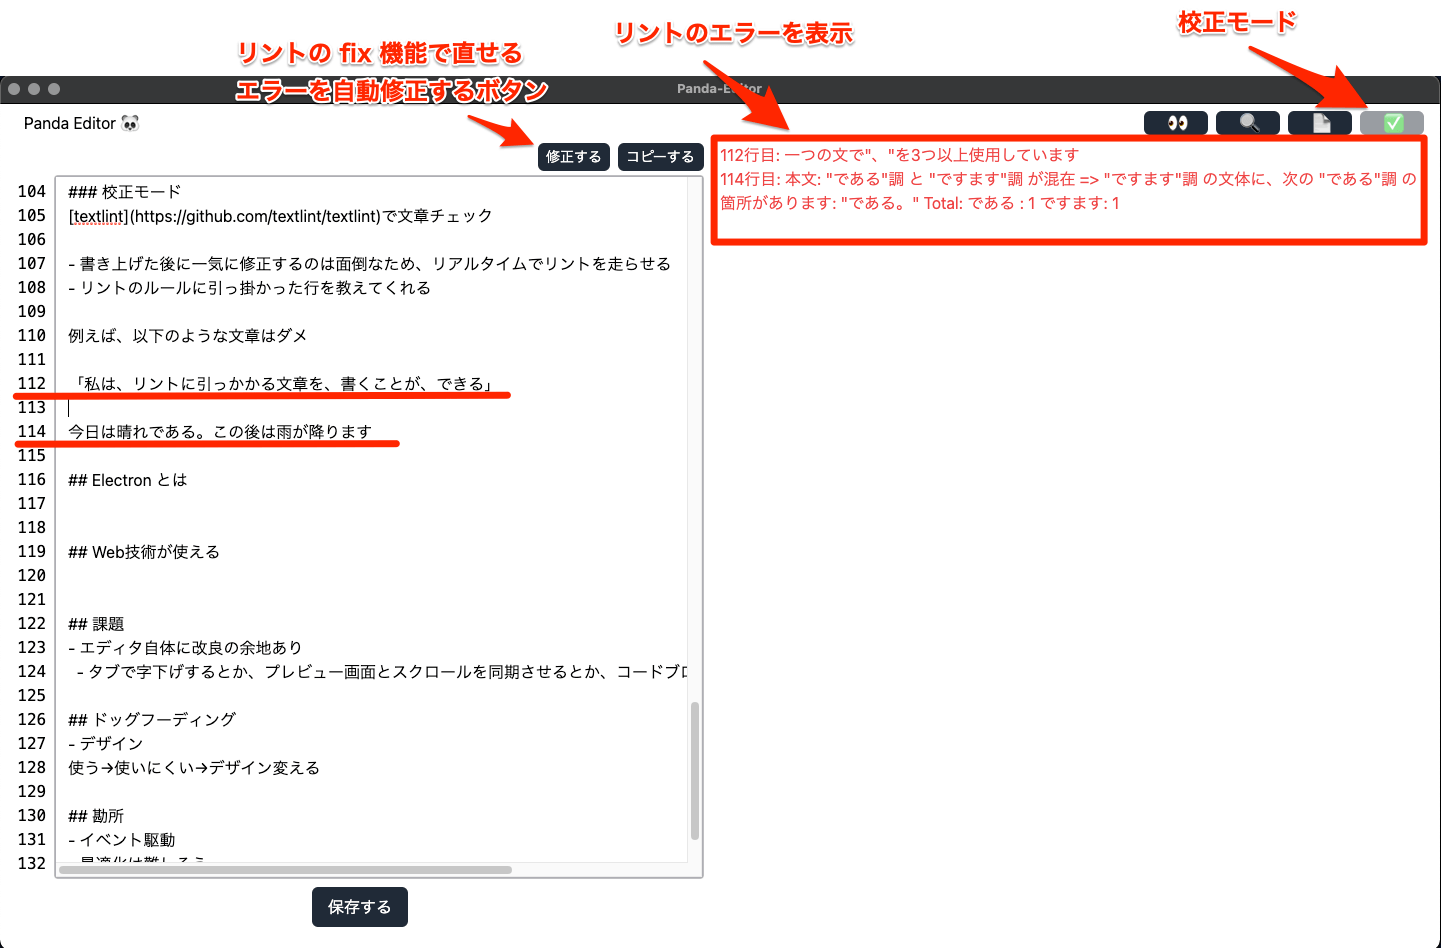 リントの fix 機能で直せる
エラーを自動修正するボタン
リントのエラーを表示
校正モード
Panda-Editor
Panda Editor
修正する
コピーする
112行目: 一つの文で"、"を3つ以上使用しています
114行目: 本文: "である"調 と "ですます"調 が混在 => "ですます"調 の文体に、次の "である"調 の
箇所があります: "である。" Total: である : 1 ですます: 1
104 ### 校正モード
105 [textlint](https://github.com/textlint/textlint)で文章チェック
106
107 - 書き上げた後に一気に修正するのは面倒なため、リアルタイムでリントを走らせる
108 - リントのルールに引っ掛かった行を教えてくれる
109
110 例えば、以下のような文章はダメ
111
112 「私は、リントに引っかかる文章を、書くことが、できる」
113
114 今日は晴れである。この後は雨が降ります
115
116 ## Electron とは
117
118
119 ## Web技術が使える
120
121
122 ## 課題
123 - エディタ自体に改良の余地あり
124 - タブで字下げするとか、プレビュー画面とスクロールを同期させるとか、コードブロ
125
126 ## ドッグフーディング
127 - デザイン
128 使う→使いにくい→デザイン変える
129
130 ## 勘所
131 - イベント駆動
132
保存する